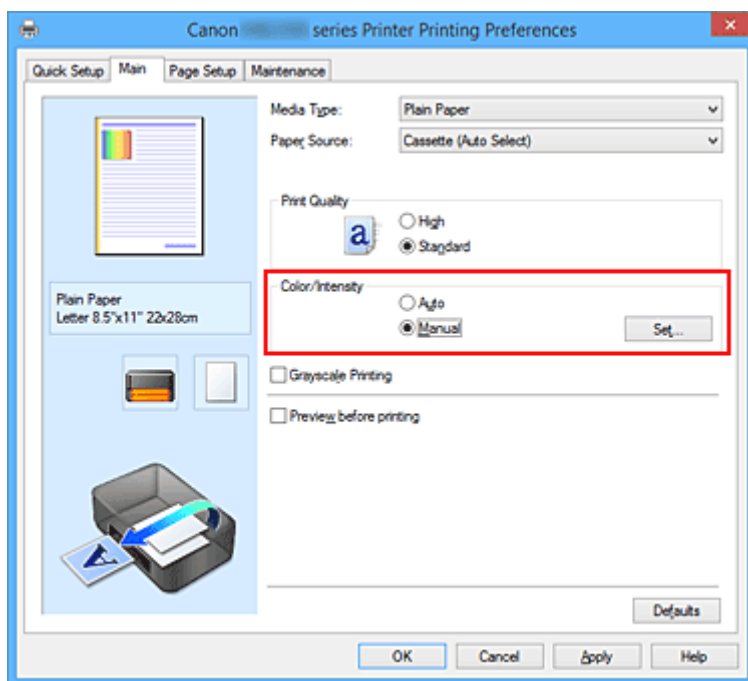 Canon series Printer Printing Preferences
Quick Setup Main Page Setup Maintenance
Media Type: Plain Paper
Paper Source: Cassette (Auto Select)
Print Quality
High
a
Standard
Color/Intensity
Auto
Manual Set...
Plain Paper
Letter 8.5"x11" 22x28cm
Grayscale Printing
Preview before printing
A
Defaults
OK Cancel Apply Help